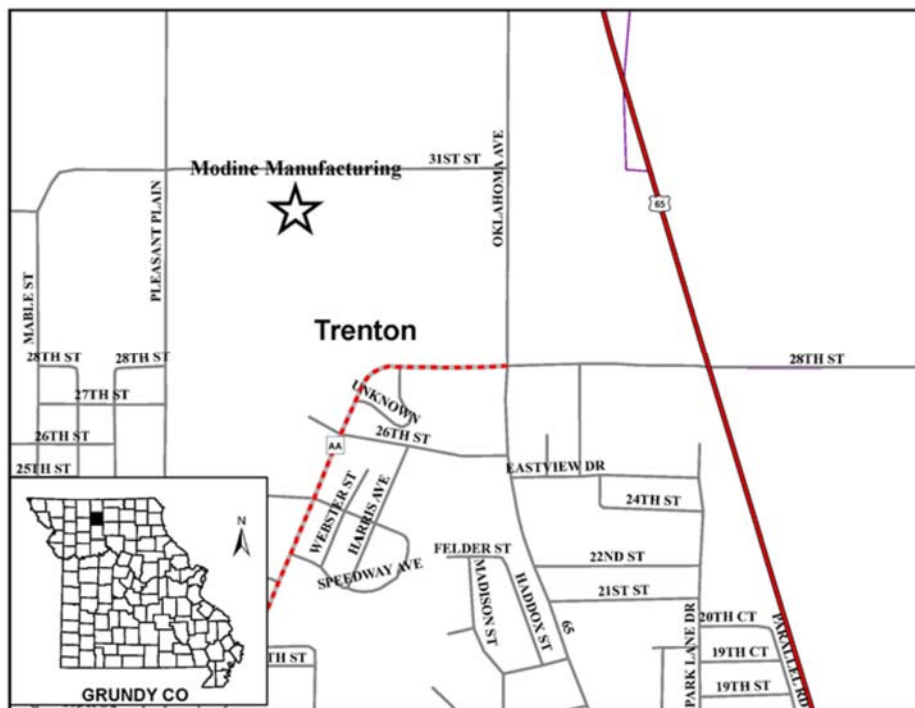 31ST ST
Modine Manufacturing
OKLAHOMA AVE
65
PLEASANT PLAIN
MABLE ST
Trenton
28TH ST
28TH ST
28TH ST
27TH ST
UNKNOWN
26TH ST
26TH ST
AA
25TH ST
EASTVIEW DR
WEBSTER ST
HARRIS AVE
24TH ST
N
FELDER ST
22ND ST
SPEEDWAY AVE
MADISON ST
HADDOX ST
21ST ST
65
20TH CT
PARALLEL RD
PARK LANE DR
TH ST
19TH CT
19TH ST
GRUNDY CO